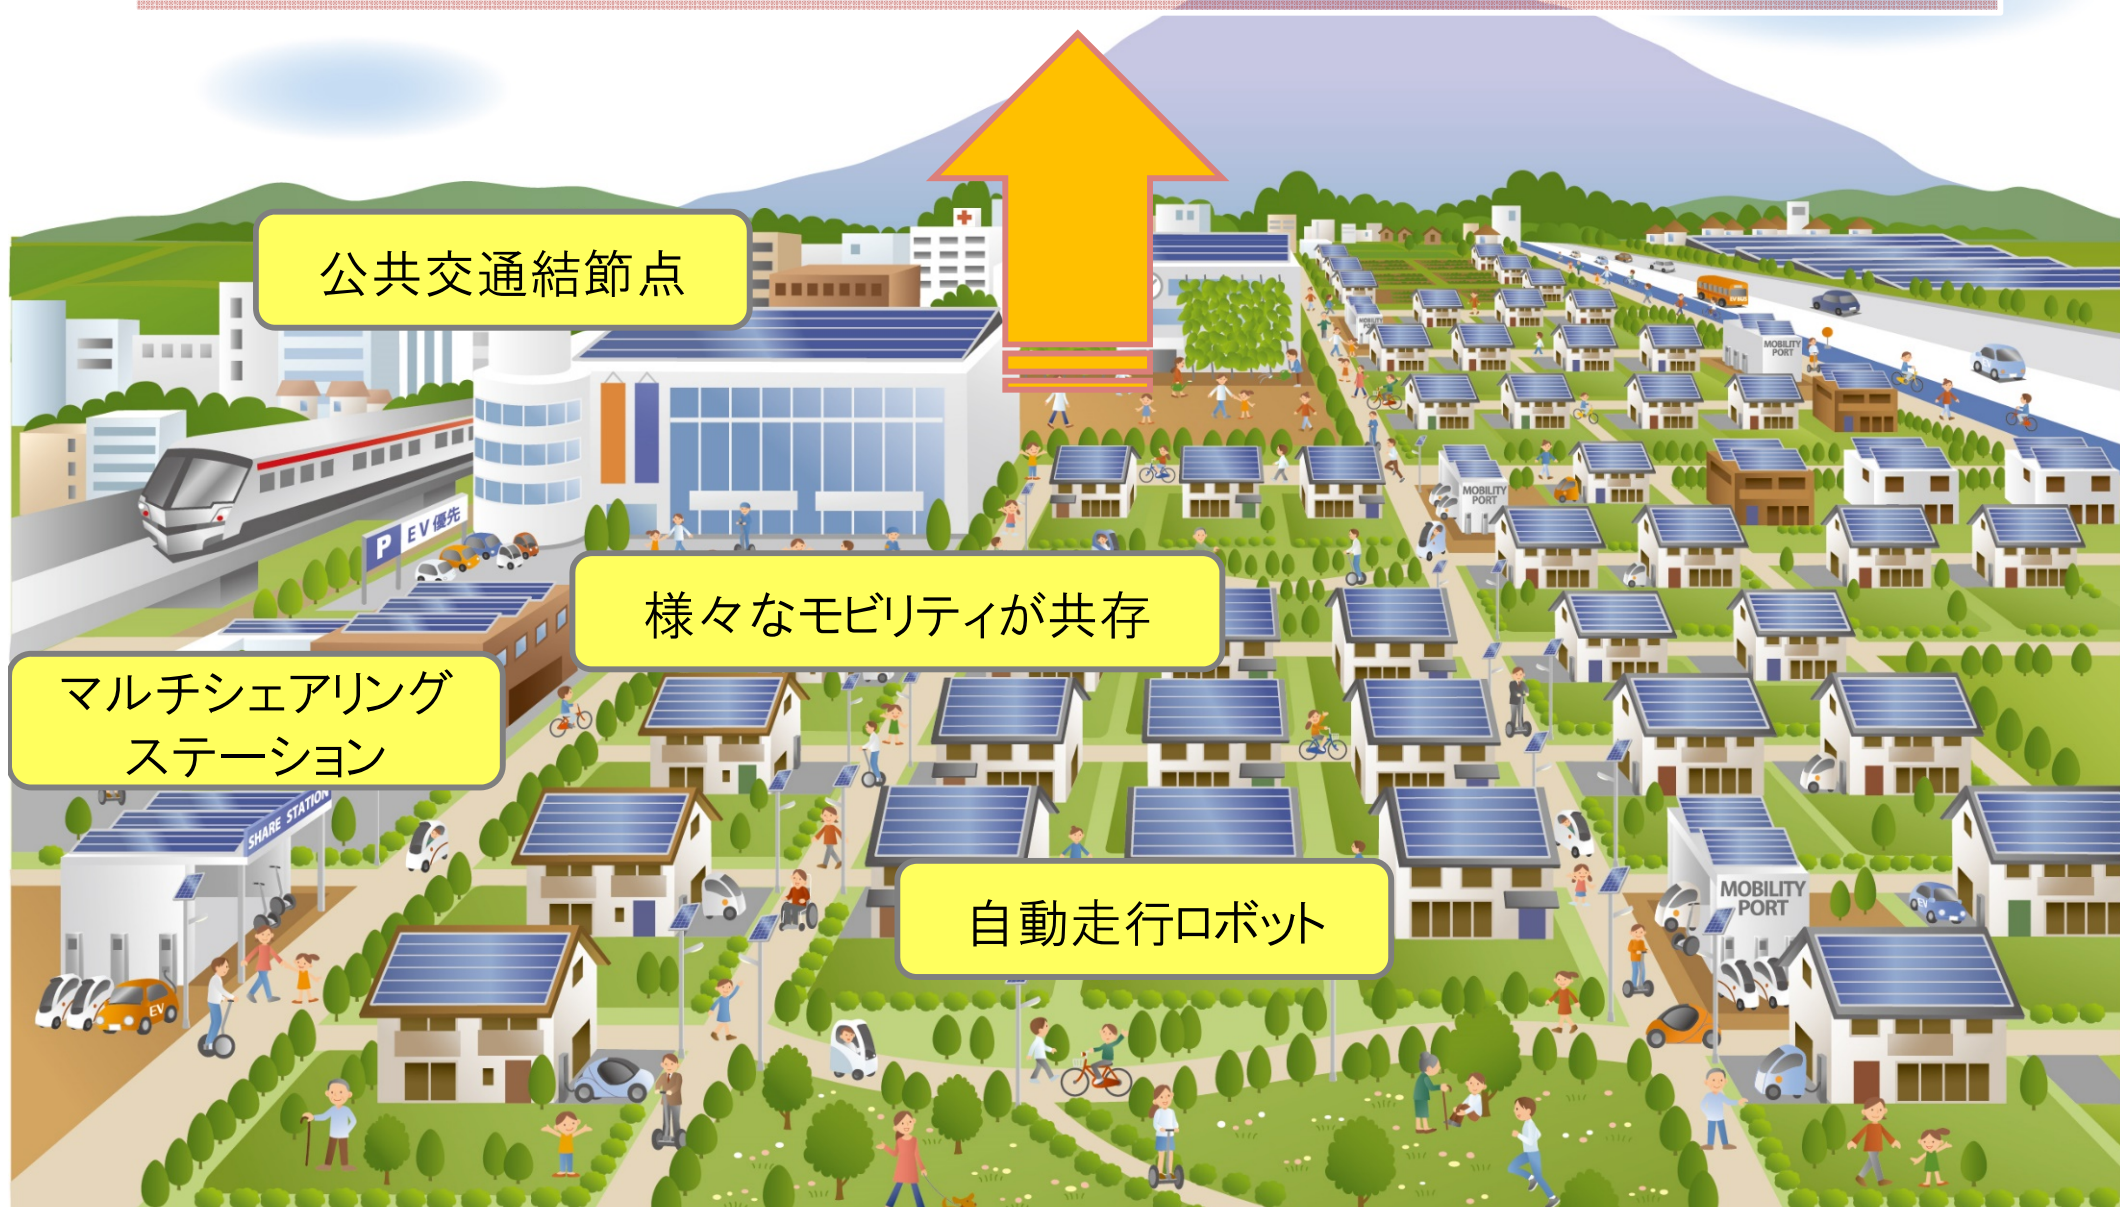 公共交通結節点
P EV優先
様々なモビリティが共存
マルチシェアリング
ステーション
自動走行ロボット
SHARE STATION
MOBILITY
PORT
MOBILITY
PORT
MOBILITY
PORT
EV
EV